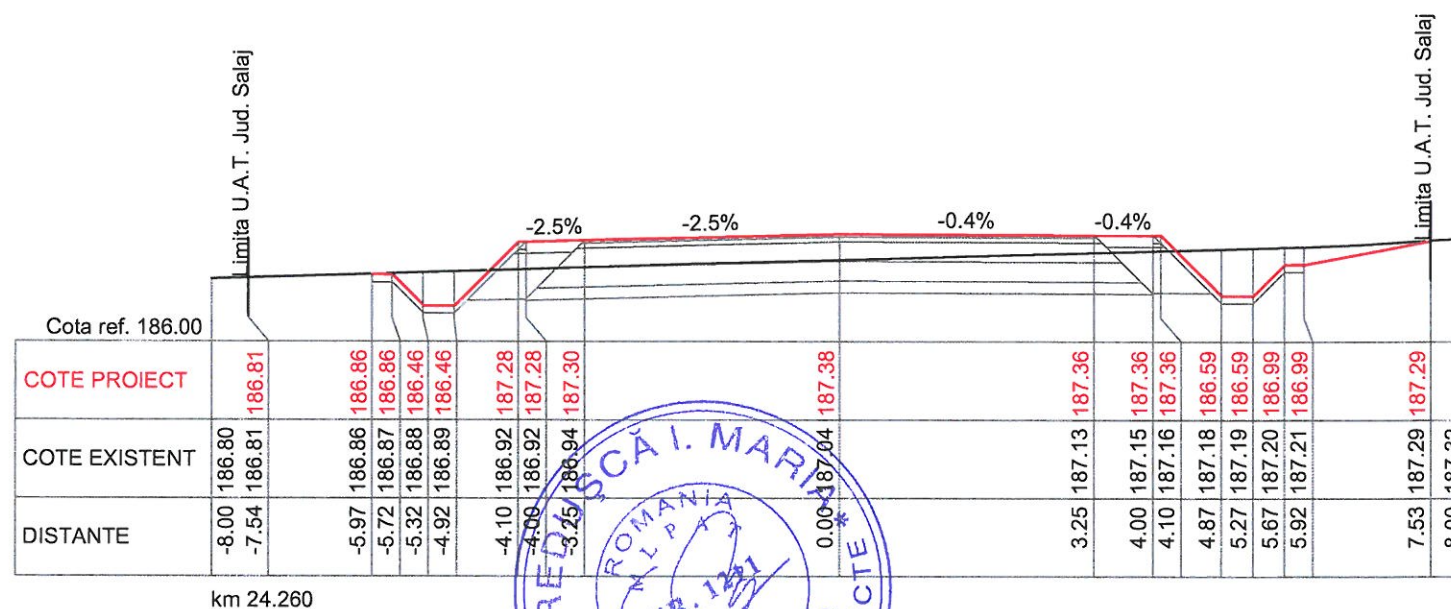 Limita U.A.T. Jud. Salaj
Limita U.A.T. Jud. Salaj
-2.5% -2.5% -0.4% -0.4%
Cota ref. 186.00
COTE PROIECT 186.81 186.86 186.86 186.46 186.46 187.28 187.28 187.30 187.38 187.36 187.36 187.36 186.59 186.59 186.99 186.99 187.29
COTE EXISTENT 186.80 186.81 186.86 186.87 186.88 186.89 186.92 186.92 186.94 187.04 187.13 187.15 187.16 187.18 187.19 187.20 187.21 187.29
DISTANTE -8.00 -7.54 -5.97 -5.72 -5.32 -4.92 -4.10 -4.00 -3.25 0.00 3.25 4.00 4.10 4.87 5.27 5.67 5.92 7.53 8.00
km 24.260
REDUȘCĂ I. MARIA *
ROMANIA
M L P A T
CTE